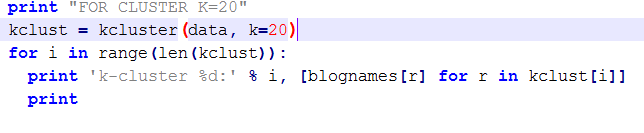 print "FOR CLUSTER K=20"
kclust = kcluster(data, k=20)
for i in range(len(kclust)):
  print 'k-cluster %d:' % i, [blognames[r] for r in kclust[i]]
  print